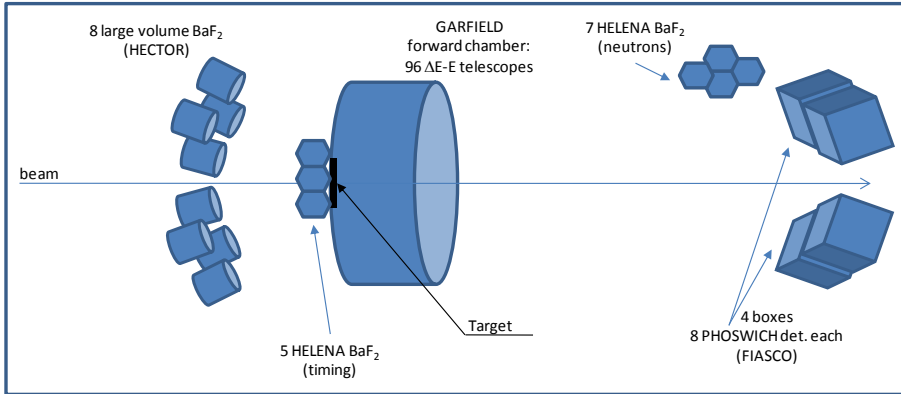 8 large volume BaF₂
(HECTOR)
GARFIELD
forward chamber:
96 ΔE-E telescopes
7 HELENA BaF₂
(neutrons)
beam
Target
5 HELENA BaF₂
(timing)
4 boxes
8 PHOSWICH det. each
(FIASCO)